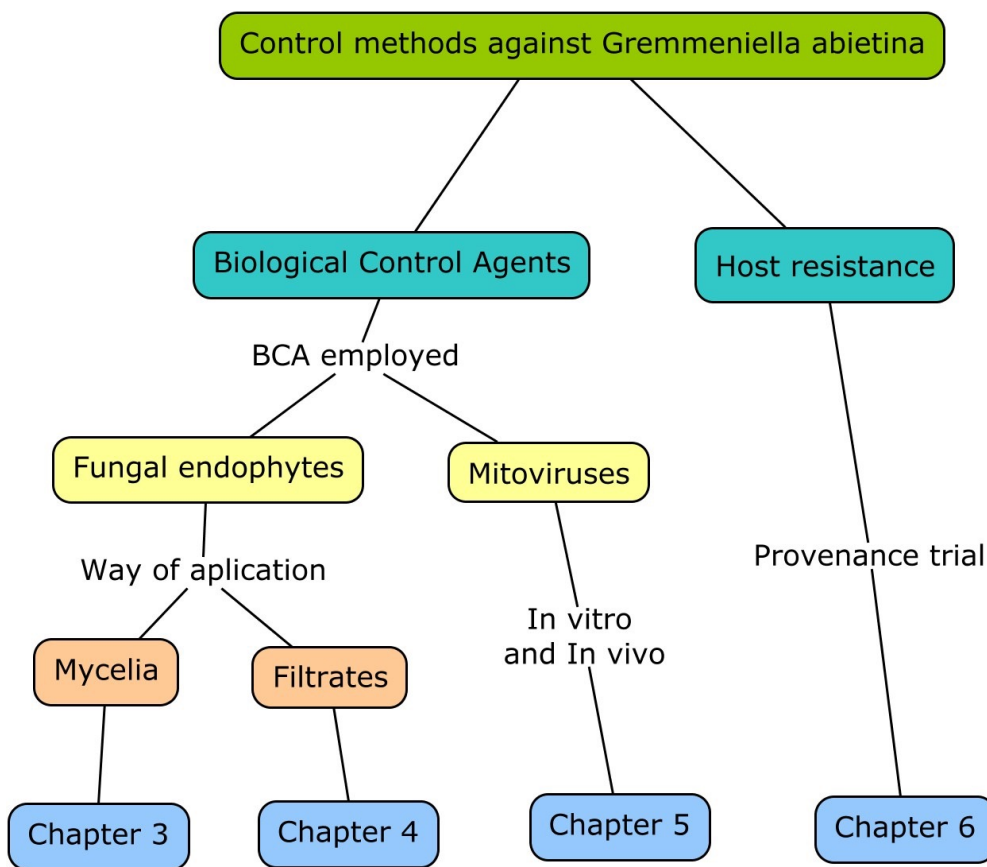 Control methods against Gremmeniella abietina
Biological Control Agents
Host resistance
BCA employed
Fungal endophytes
Mitoviruses
Way of aplication
Provenance trial
In vitro
and In vivo
Mycelia
Filtrates
Chapter 3
Chapter 4
Chapter 5
Chapter 6